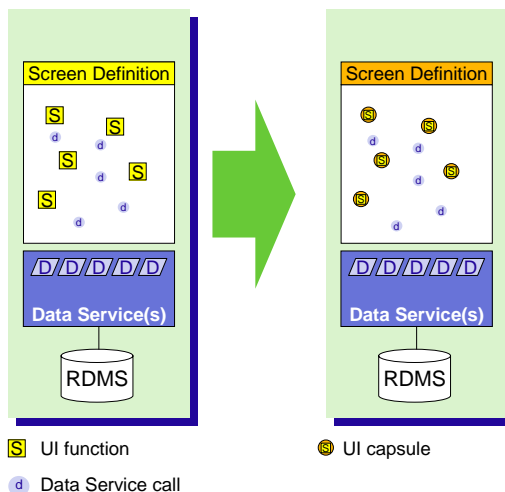 Screen Definition
S
S
d
d
S
S
d
S
d
d
D D D D D
Data Service(s)
RDMS
Screen Definition
S
S
d
d
S
S
d
S
d
d
D D D D D
Data Service(s)
RDMS
S UI function
S UI capsule
d Data Service call